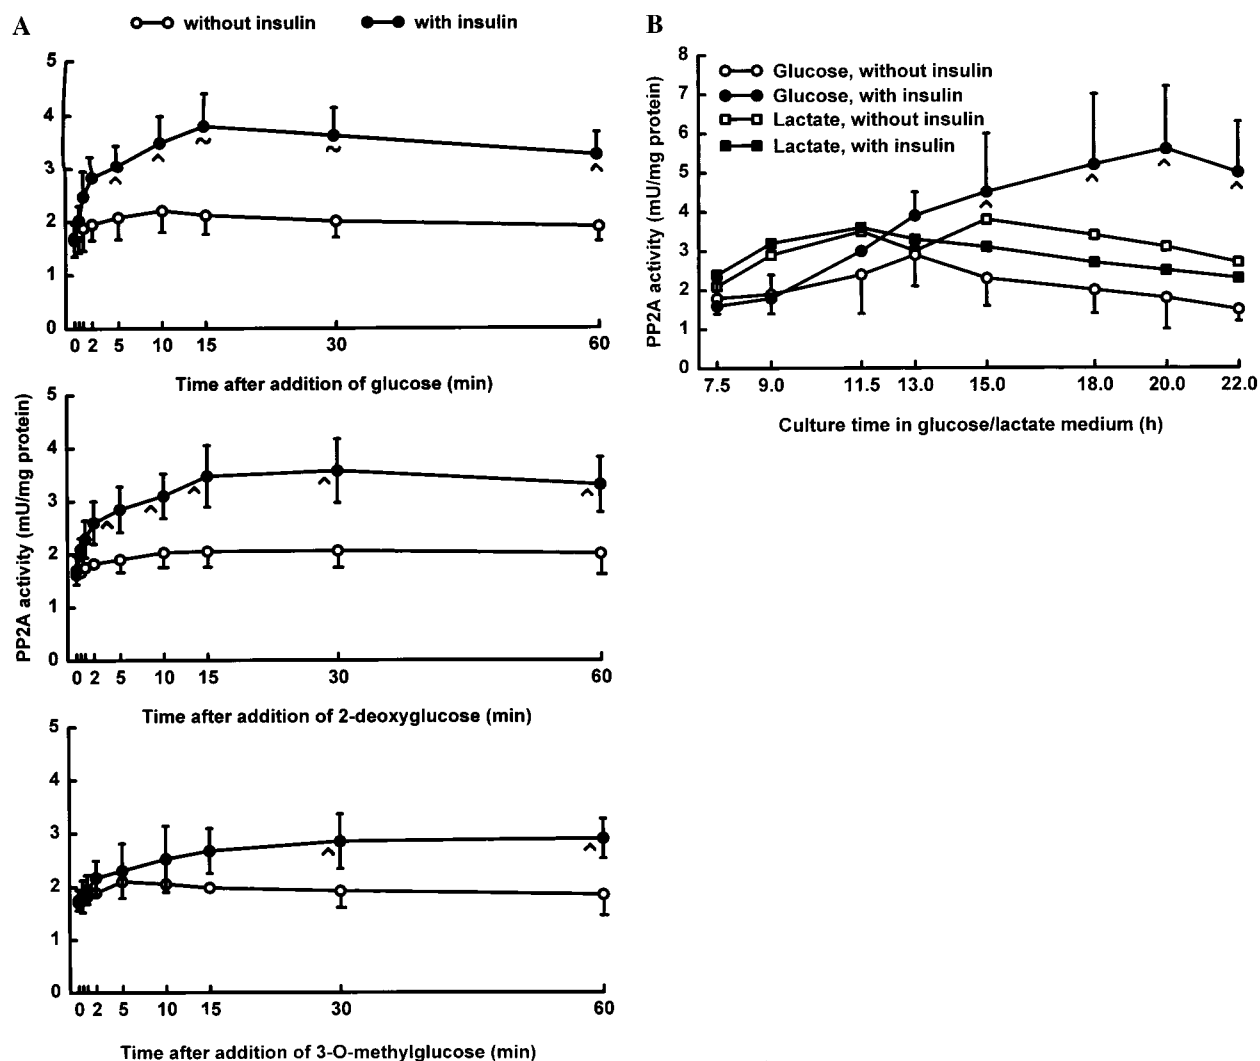 A
without insulin with insulin
5
4
3
2
1
0
0 2 5 10 15 30 60
Time after addition of glucose (min)
5
4
3
2
1
0
PP2A activity (mU/mg protein)
0 2 5 10 15 30 60
Time after addition of 2-deoxyglucose (min)
5
4
3
2
1
0
0 2 5 10 15 30 60
Time after addition of 3-O-methylglucose (min)
B
8
7
6
5
4
3
2
1
0
PP2A activity (mU/mg protein)
Glucose, without insulin
Glucose, with insulin
Lactate, without insulin
Lactate, with insulin
7.5 9.0 11.5 13.0 15.0 18.0 20.0 22.0
Culture time in glucose/lactate medium (h)